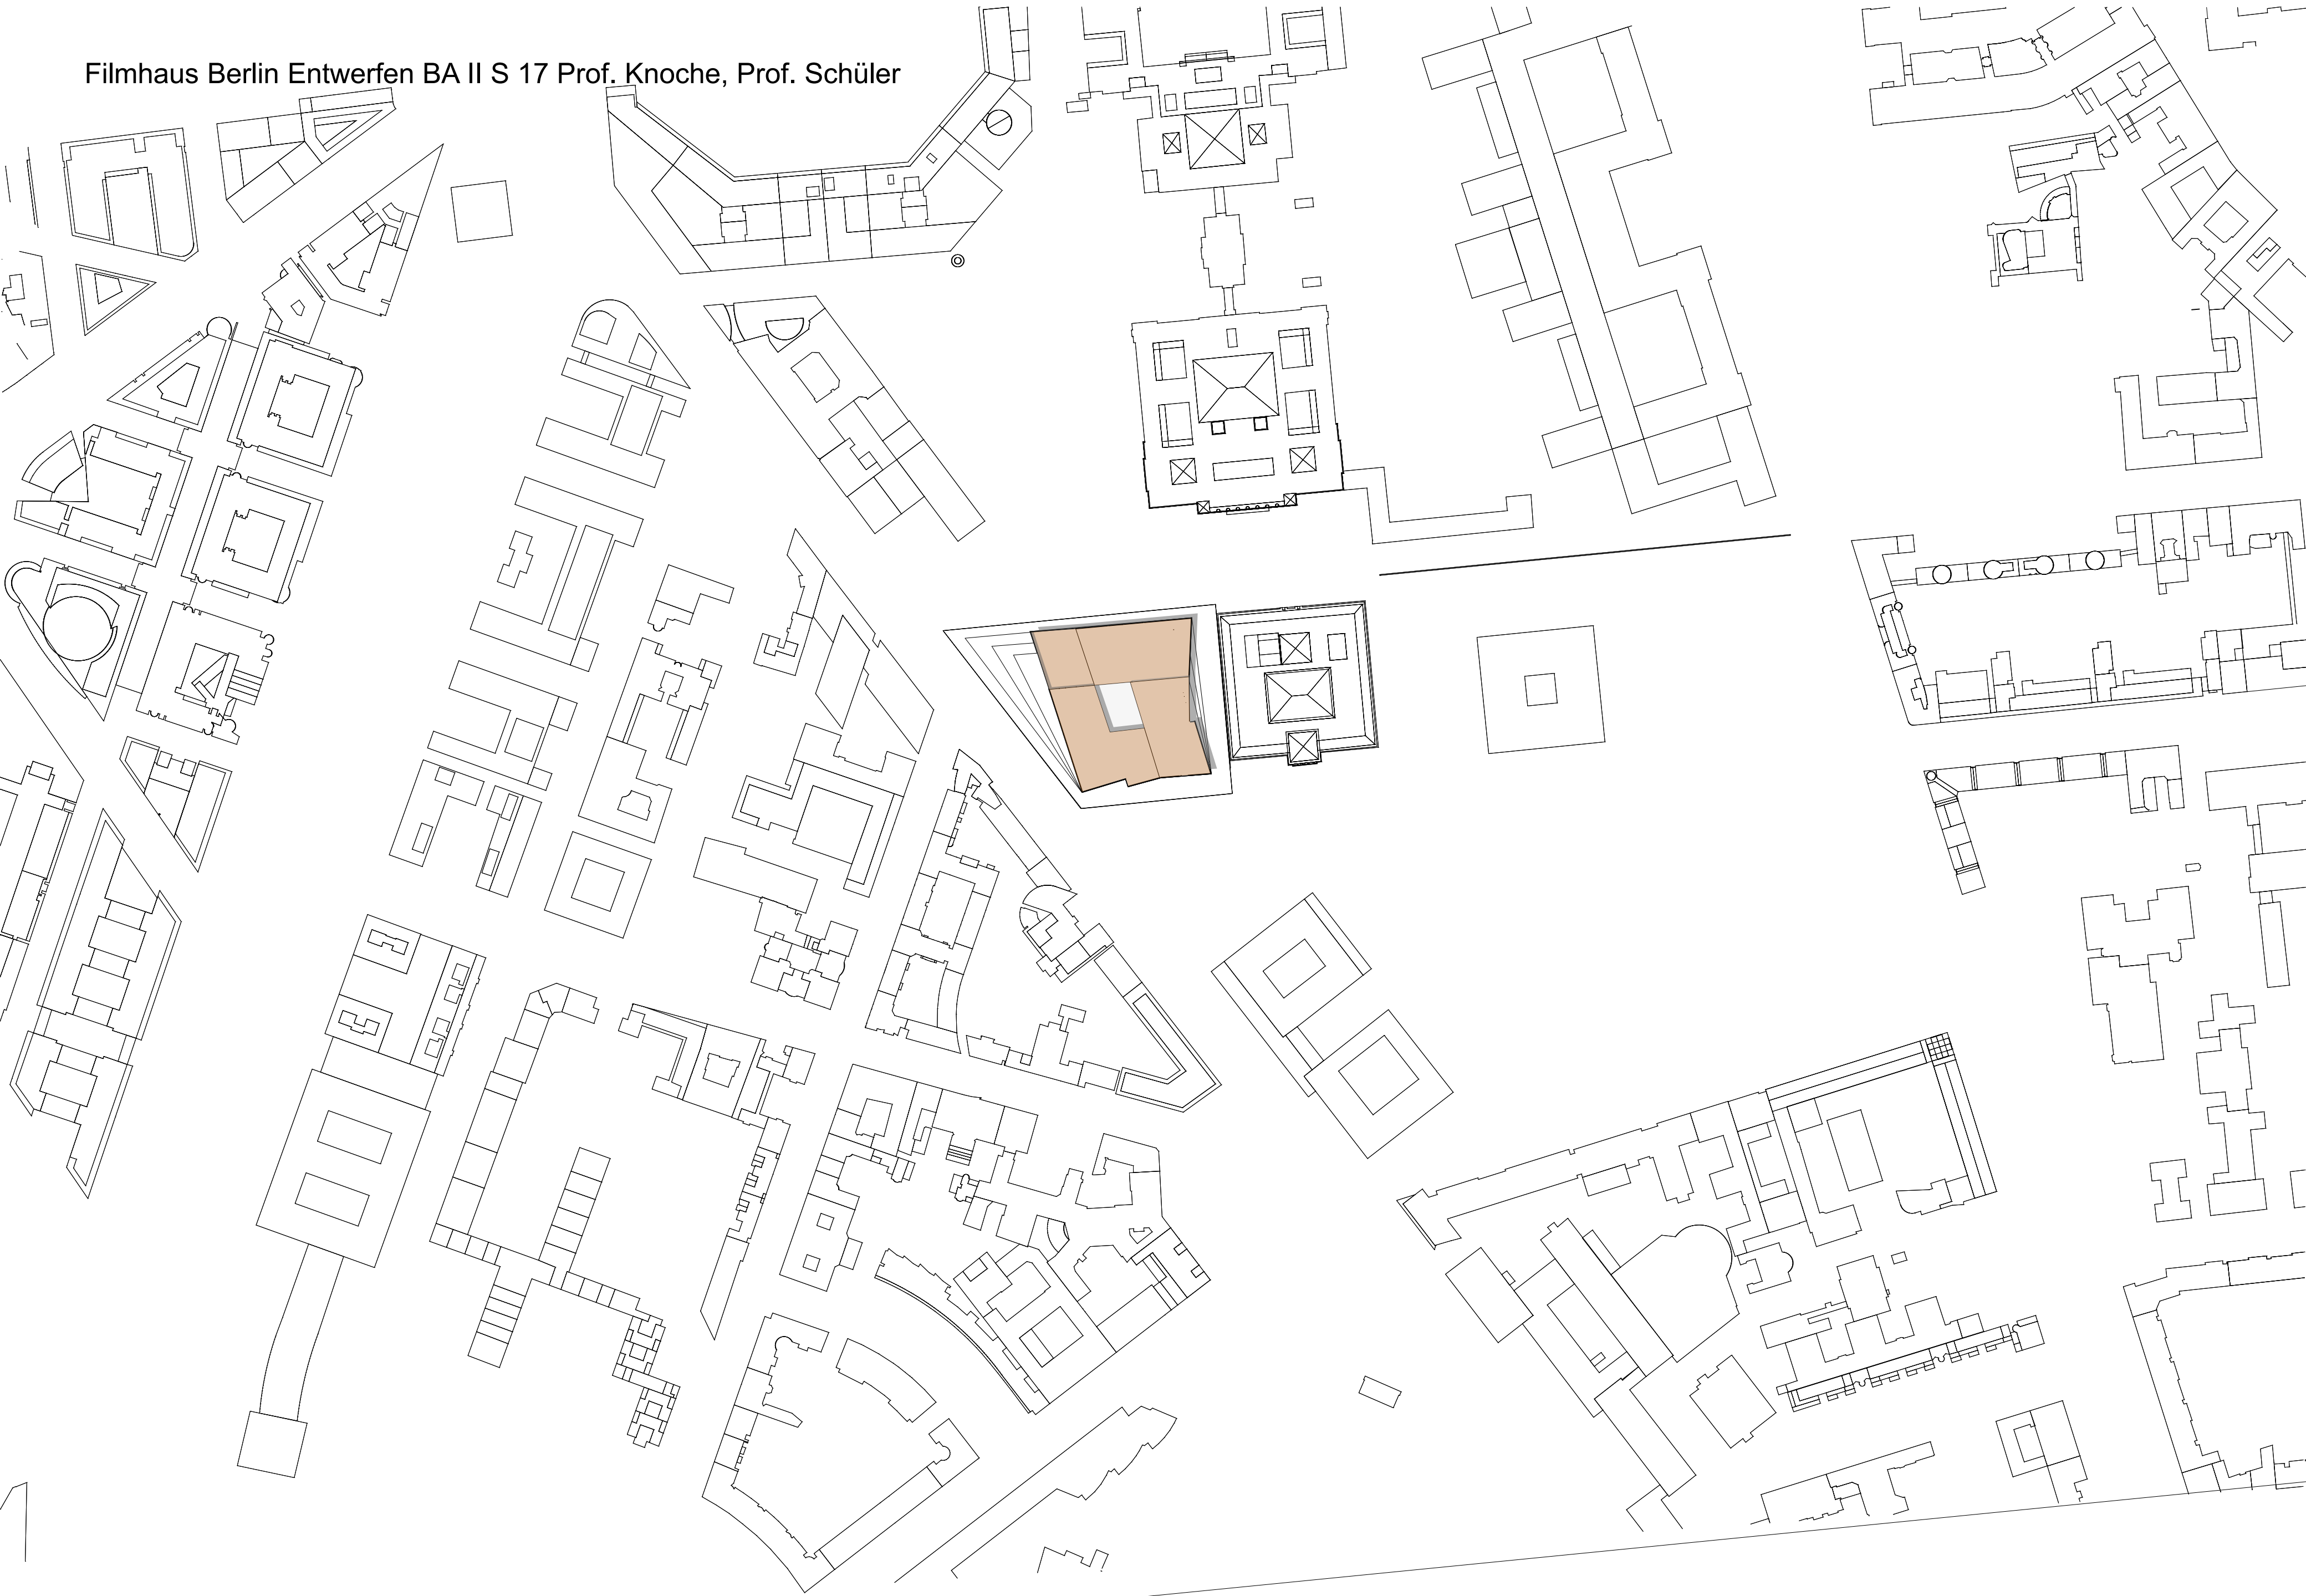 Filmhaus Berlin Entwerfen BA II S 17 Prof. Knoche, Prof. Schüler